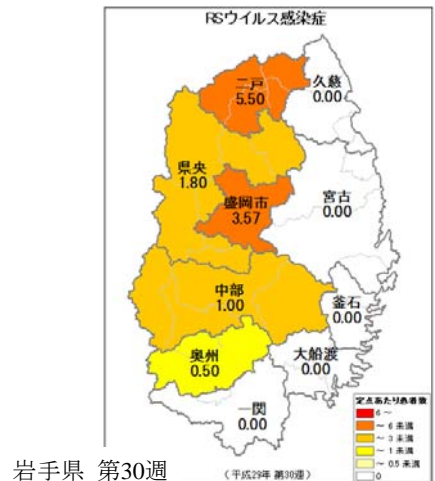 RSウイルス感染症
二戸
5.50
久慈
0.00
県央
1.80
盛岡市
3.57
宮古
0.00
中部
1.00
釜石
0.00
奥州
0.50
大船渡
0.00
一関
0.00
定点あたり患者数
6 ～
～ 6 未満
～ 3 未満
～ 1 未満
～ 0.5 未満
0
(平成29年 第30週)
岩手県 第30週